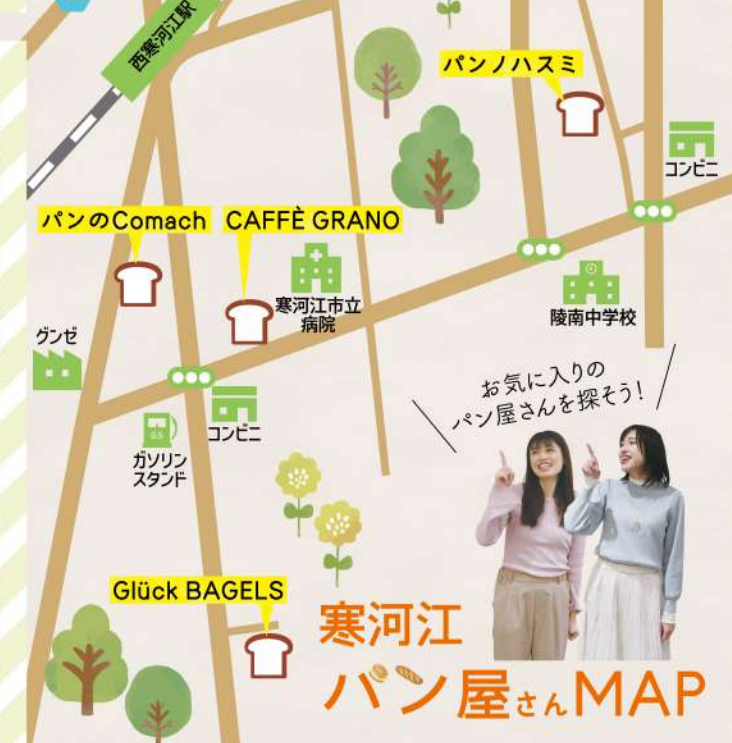 西寒河江駅
パンノハスミ
コンビニ
パンのComach
CAFFÈ GRANO
寒河江市立
病院
陵南中学校
グンゼ
コンビニ
GS
ガソリン
スタンド
お気に入りの
パン屋さんを探そう!
Glück BAGELS
寒河江
パン屋さんMAP